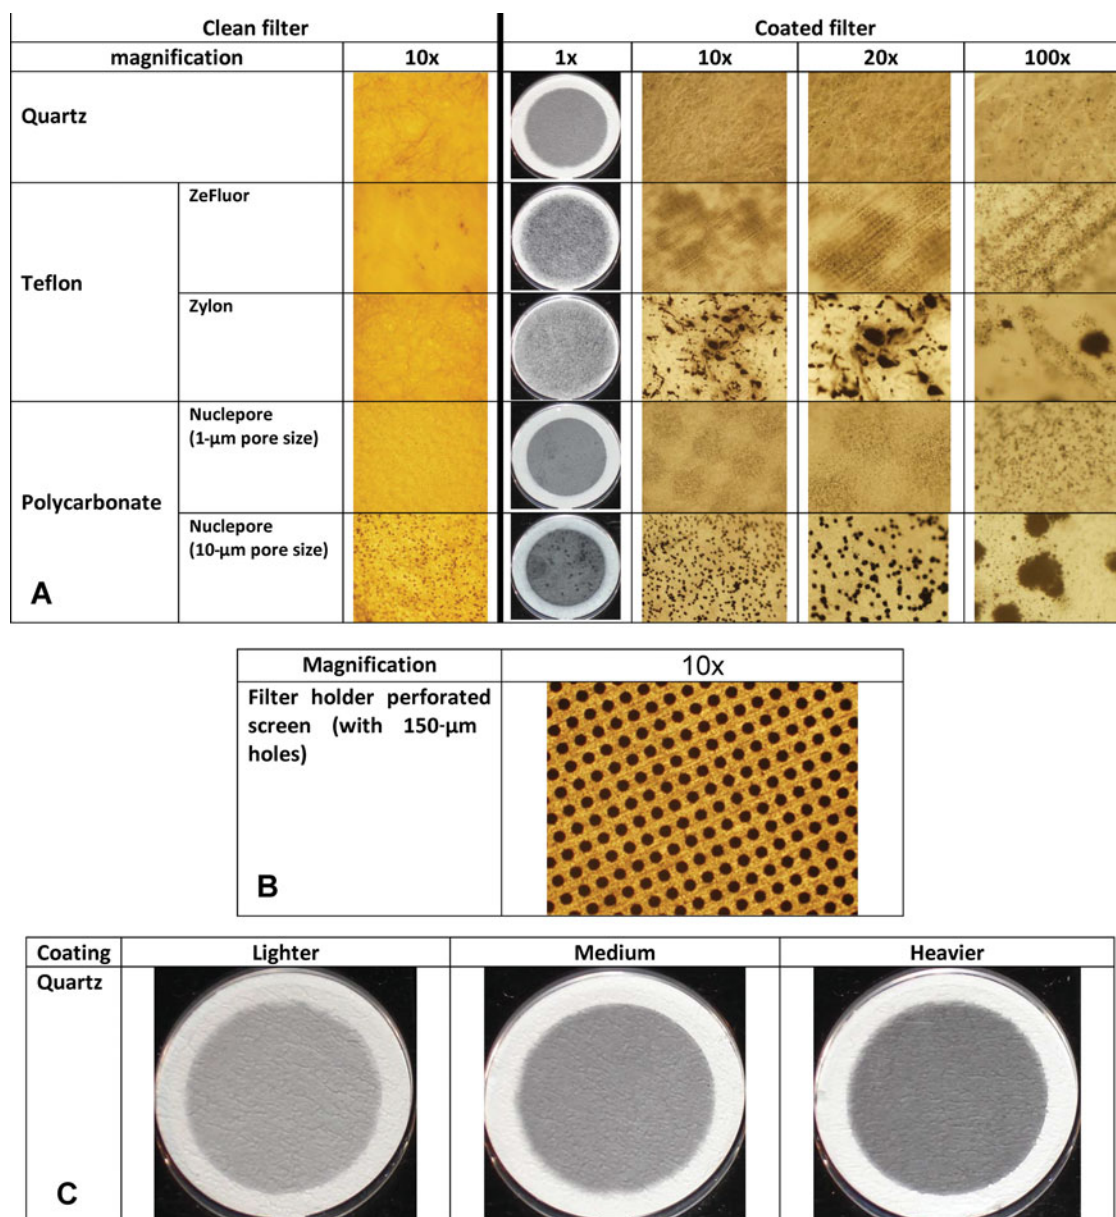 Clean filter
Coated filter
magnification
10x
1x
10x
20x
100x
Quartz
Teflon
ZeFluor
Zylon
Polycarbonate
Nuclepore
(1-µm pore size)
Nuclepore
(10-µm pore size)
A
Magnification
10x
Filter holder perforated
screen (with 150-µm
holes)
B
Coating
Lighter
Medium
Heavier
Quartz
C